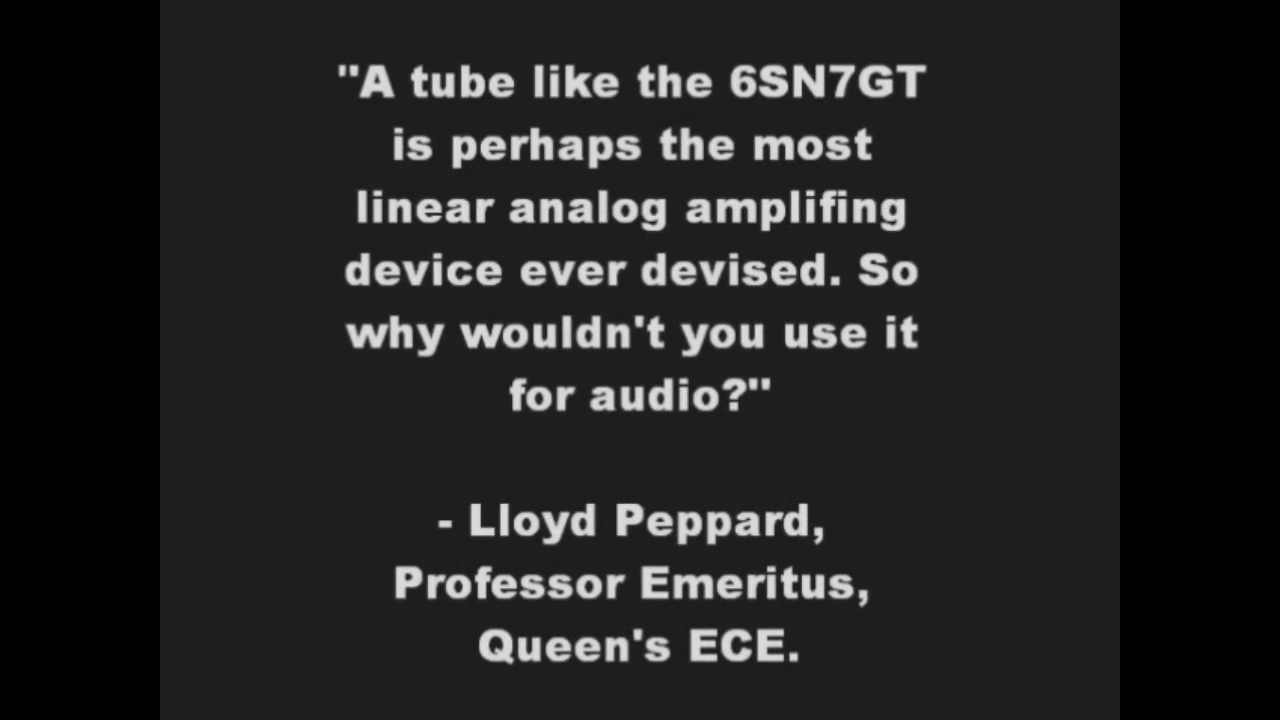 "A tube like the 6SN7GT
is perhaps the most
linear analog amplifing
device ever devised. So
why wouldn't you use it
for audio?"
- Lloyd Peppard,
Professor Emeritus,
Queen's ECE.